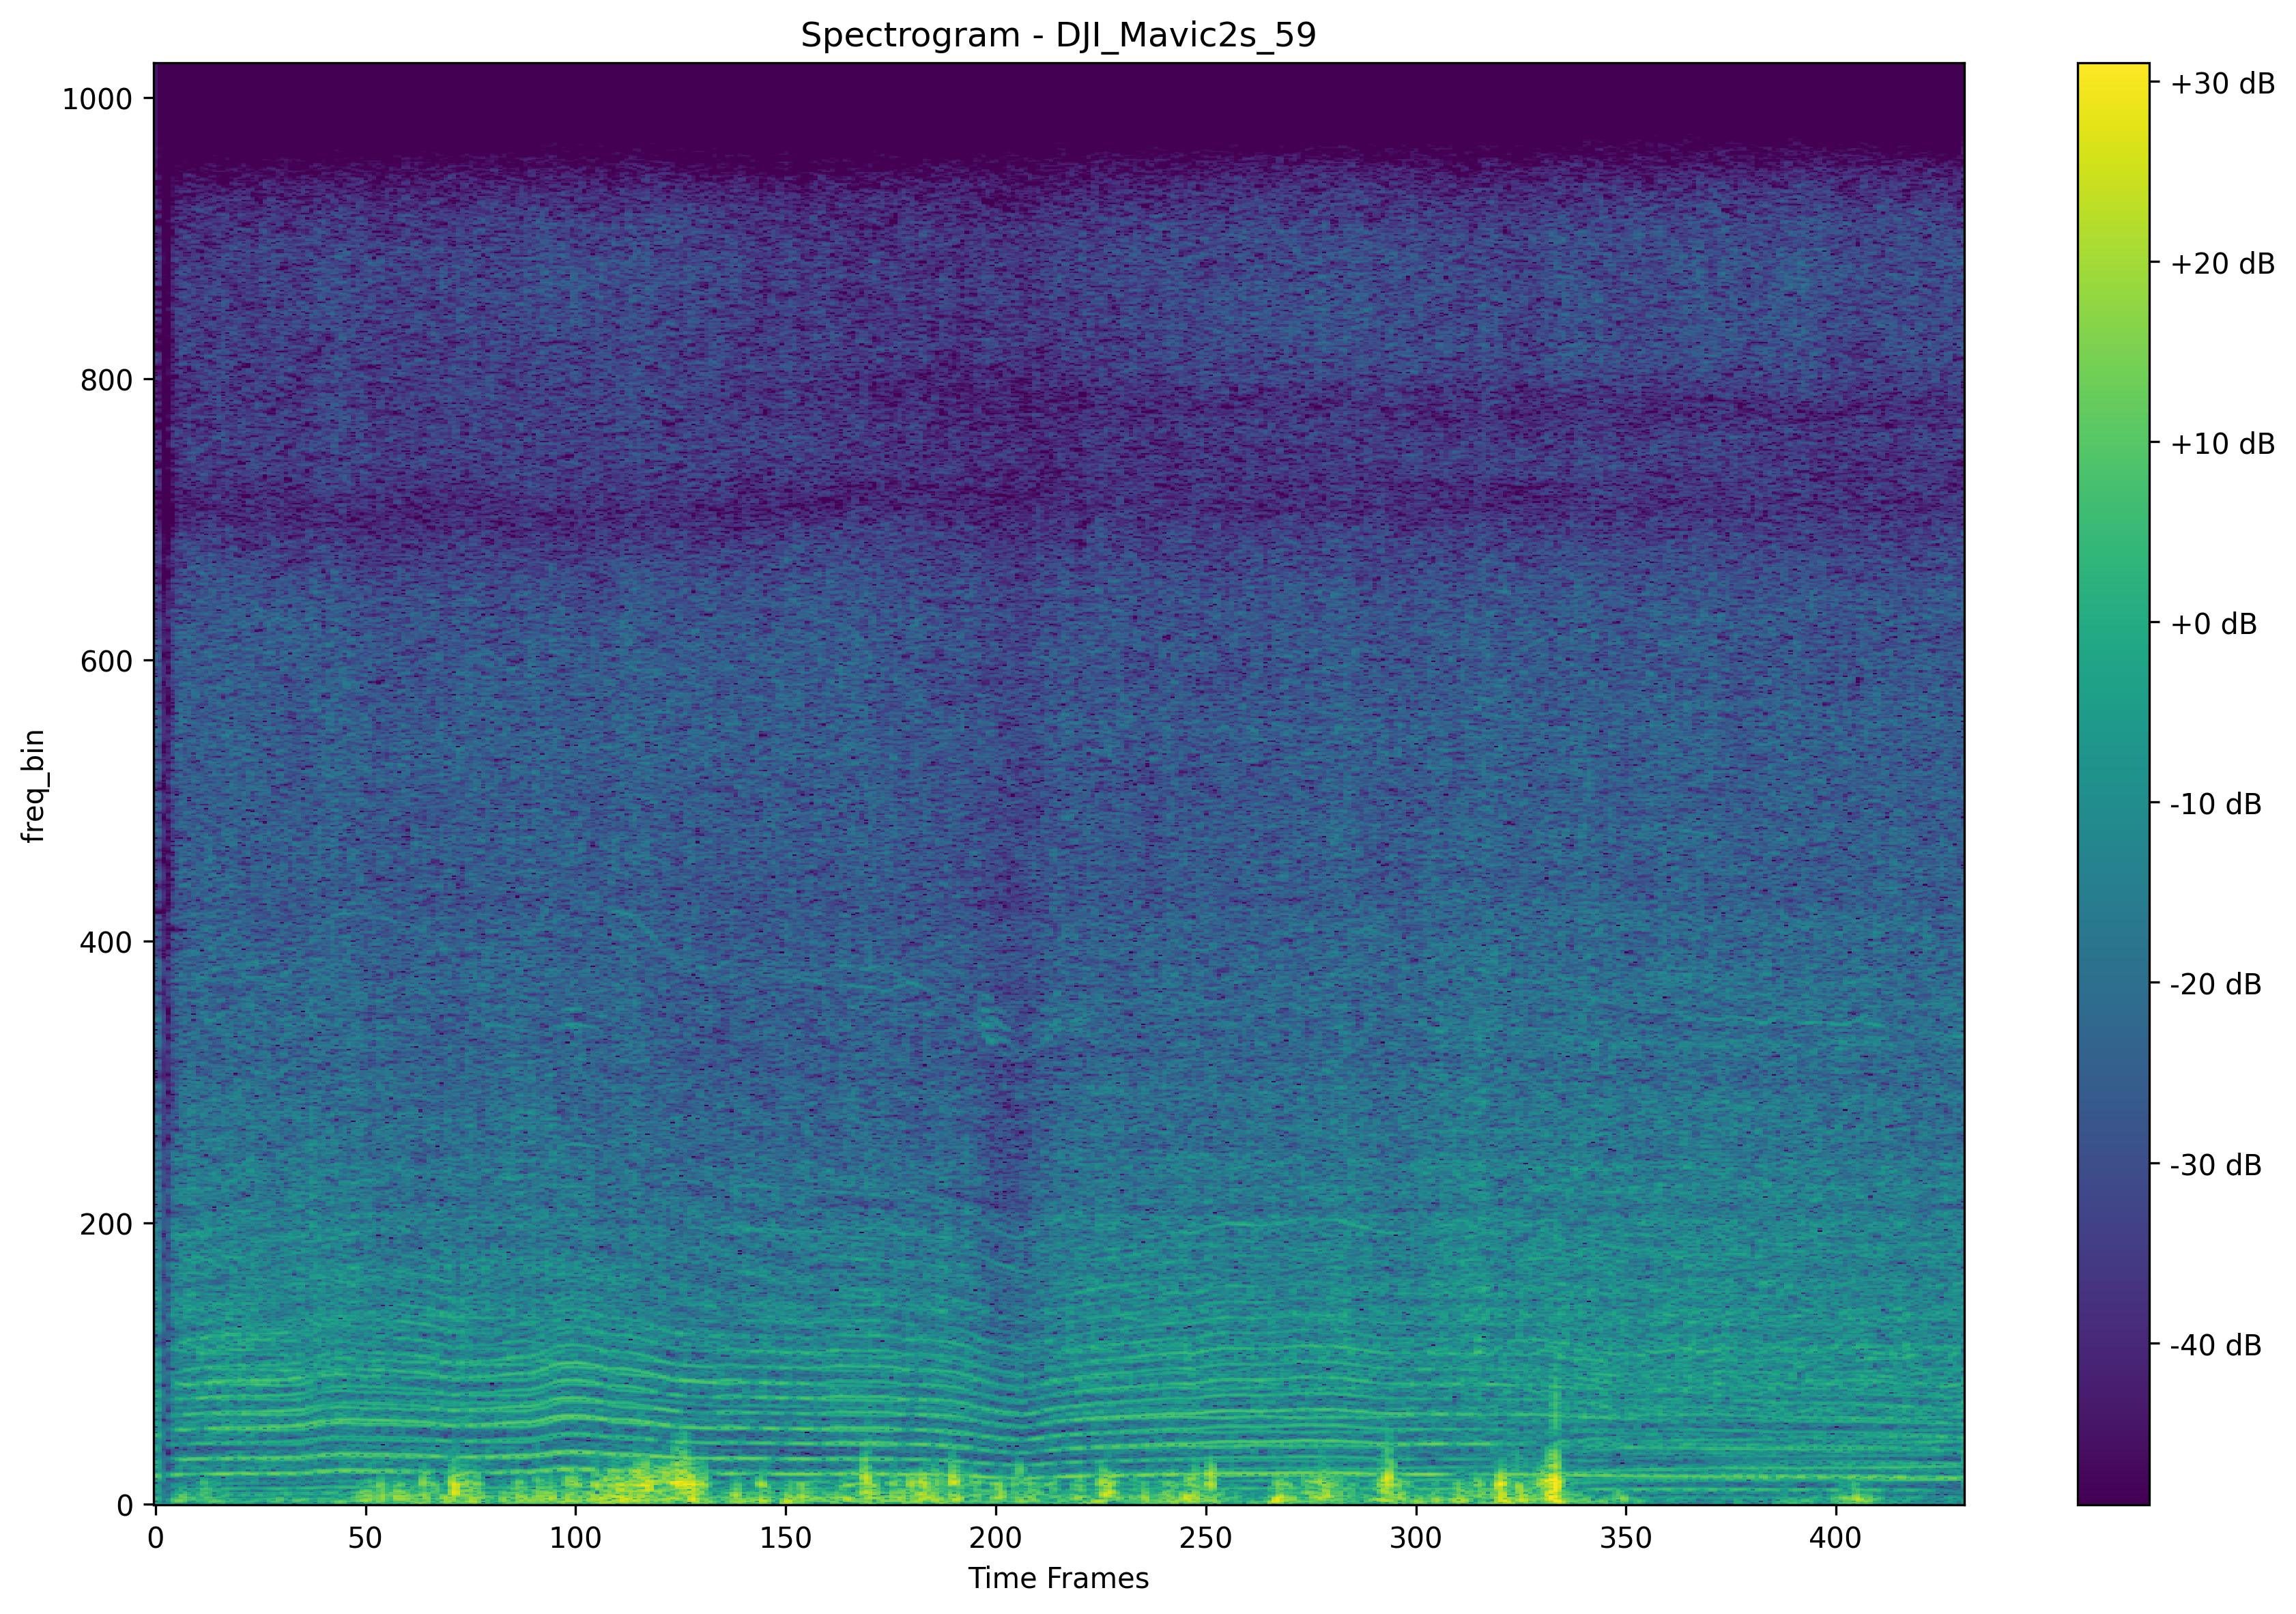 Spectrogram - DJI_Mavic2s_59
1000
800
600
400
200
0
freq_bin
0 50 100 150 200 250 300 350 400
Time Frames
+30 dB
+20 dB
+10 dB
+0 dB
-10 dB
-20 dB
-30 dB
-40 dB